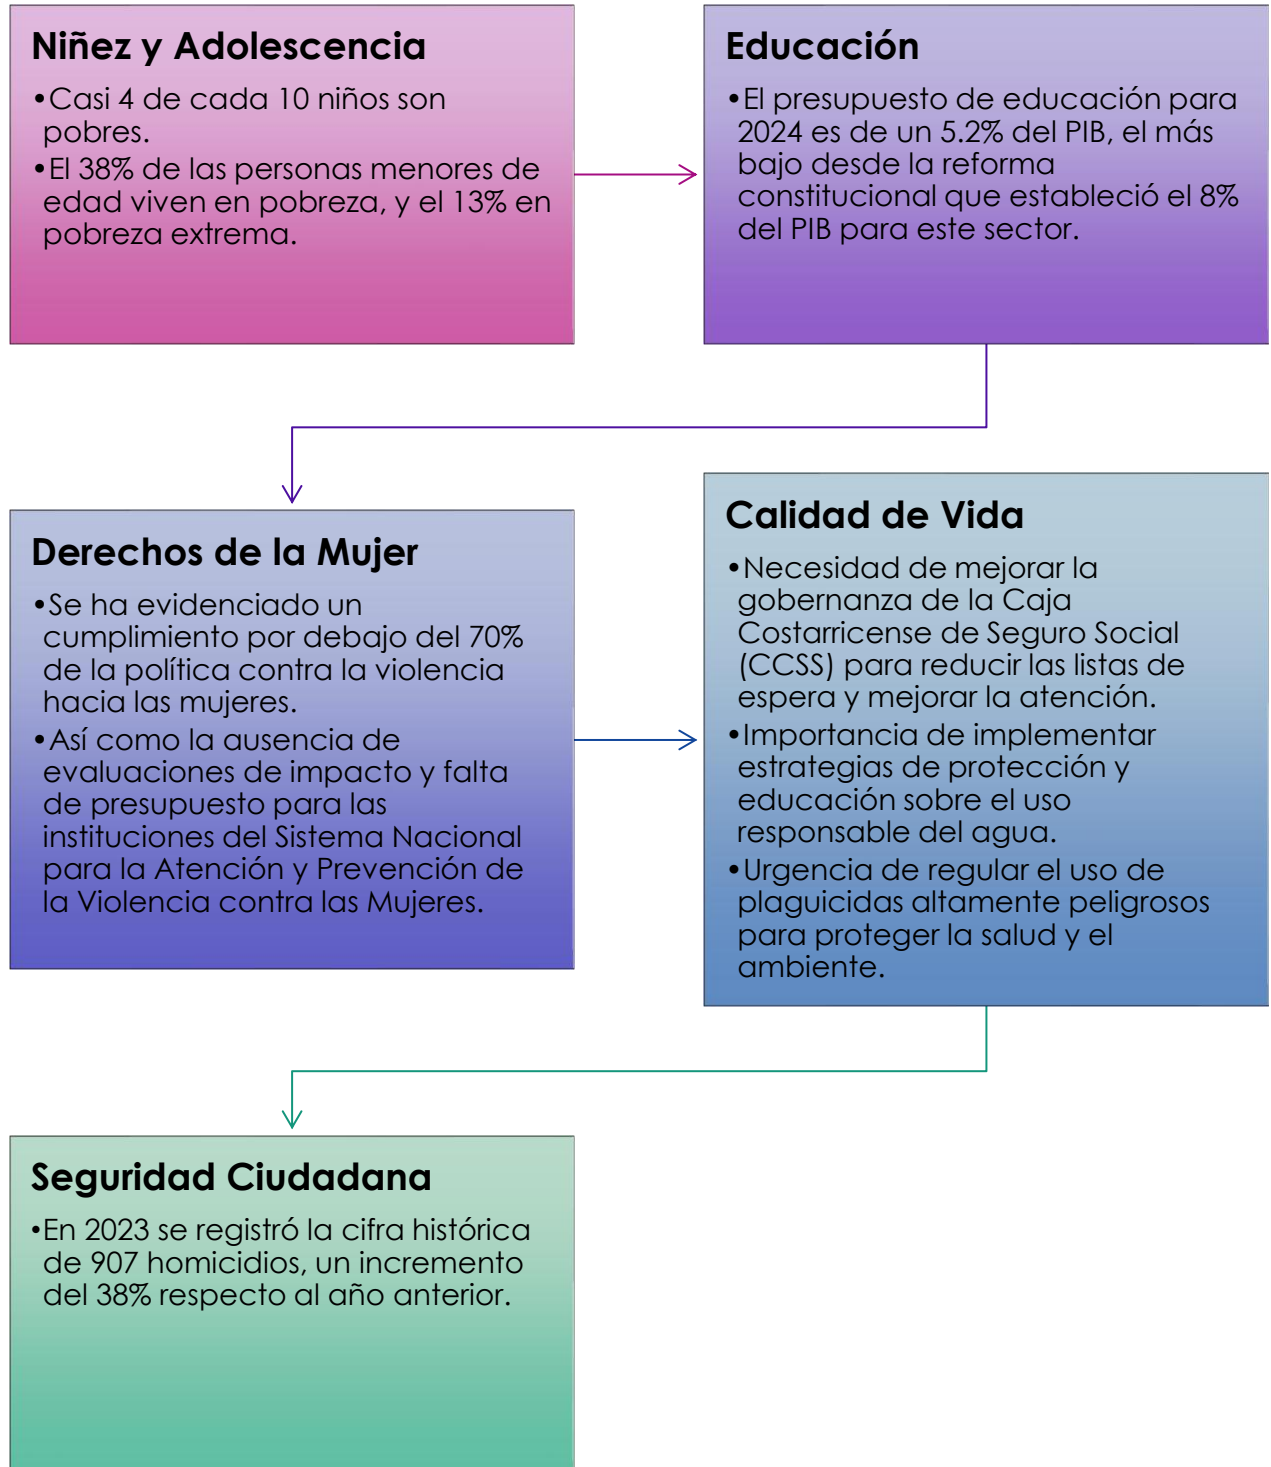 Niñez y Adolescencia
•Casi 4 de cada 10 niños son
pobres.
•El 38% de las personas menores de
edad viven en pobreza, y el 13% en
pobreza extrema.
Educación
•El presupuesto de educación para
2024 es de un 5.2% del PIB, el más
bajo desde la reforma
constitucional que estableció el 8%
del PIB para este sector.
Derechos de la Mujer
•Se ha evidenciado un
cumplimiento por debajo del 70%
de la política contra la violencia
hacia las mujeres.
•Así como la ausencia de
evaluaciones de impacto y falta
de presupuesto para las
instituciones del Sistema Nacional
para la Atención y Prevención de
la Violencia contra las Mujeres.
Calidad de Vida
•Necesidad de mejorar la
gobernanza de la Caja
Costarricense de Seguro Social
(CCSS) para reducir las listas de
espera y mejorar la atención.
•Importancia de implementar
estrategias de protección y
educación sobre el uso
responsable del agua.
•Urgencia de regular el uso de
plaguicidas altamente peligrosos
para proteger la salud y el
ambiente.
Seguridad Ciudadana
•En 2023 se registró la cifra histórica
de 907 homicidios, un incremento
del 38% respecto al año anterior.